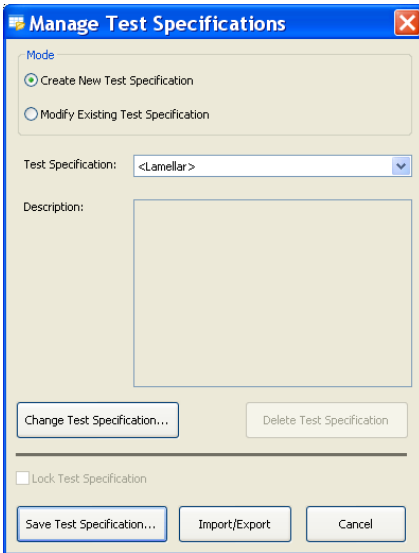 Manage Test Specifications
Mode
Create New Test Specification
Modify Existing Test Specification
Test Specification: <Lamellar>
Description:
Change Test Specification... Delete Test Specification
Lock Test Specification
Save Test Specification... Import/Export Cancel